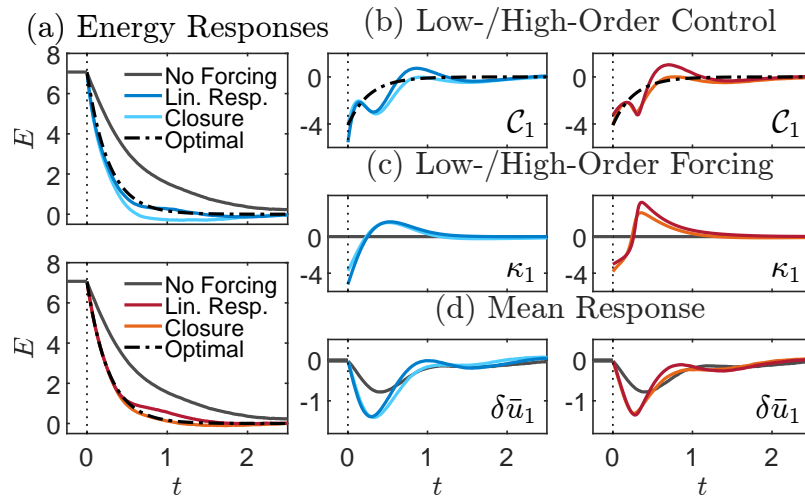 (a) Energy Responses
(b) Low-/High-Order Control
8
6
4
2
0
E
No Forcing
Lin. Resp.
Closure
Optimal
0
-4
𝒞₁
0
-4
𝒞₁
(c) Low-/High-Order Forcing
0
-4
κ₁
0
-4
κ₁
8
6
4
2
0
E
No Forcing
Lin. Resp.
Closure
Optimal
0 1 2
t
(d) Mean Response
0
-1
δū₁
0 1 2
t
0
-1
δū₁
0 1 2
t